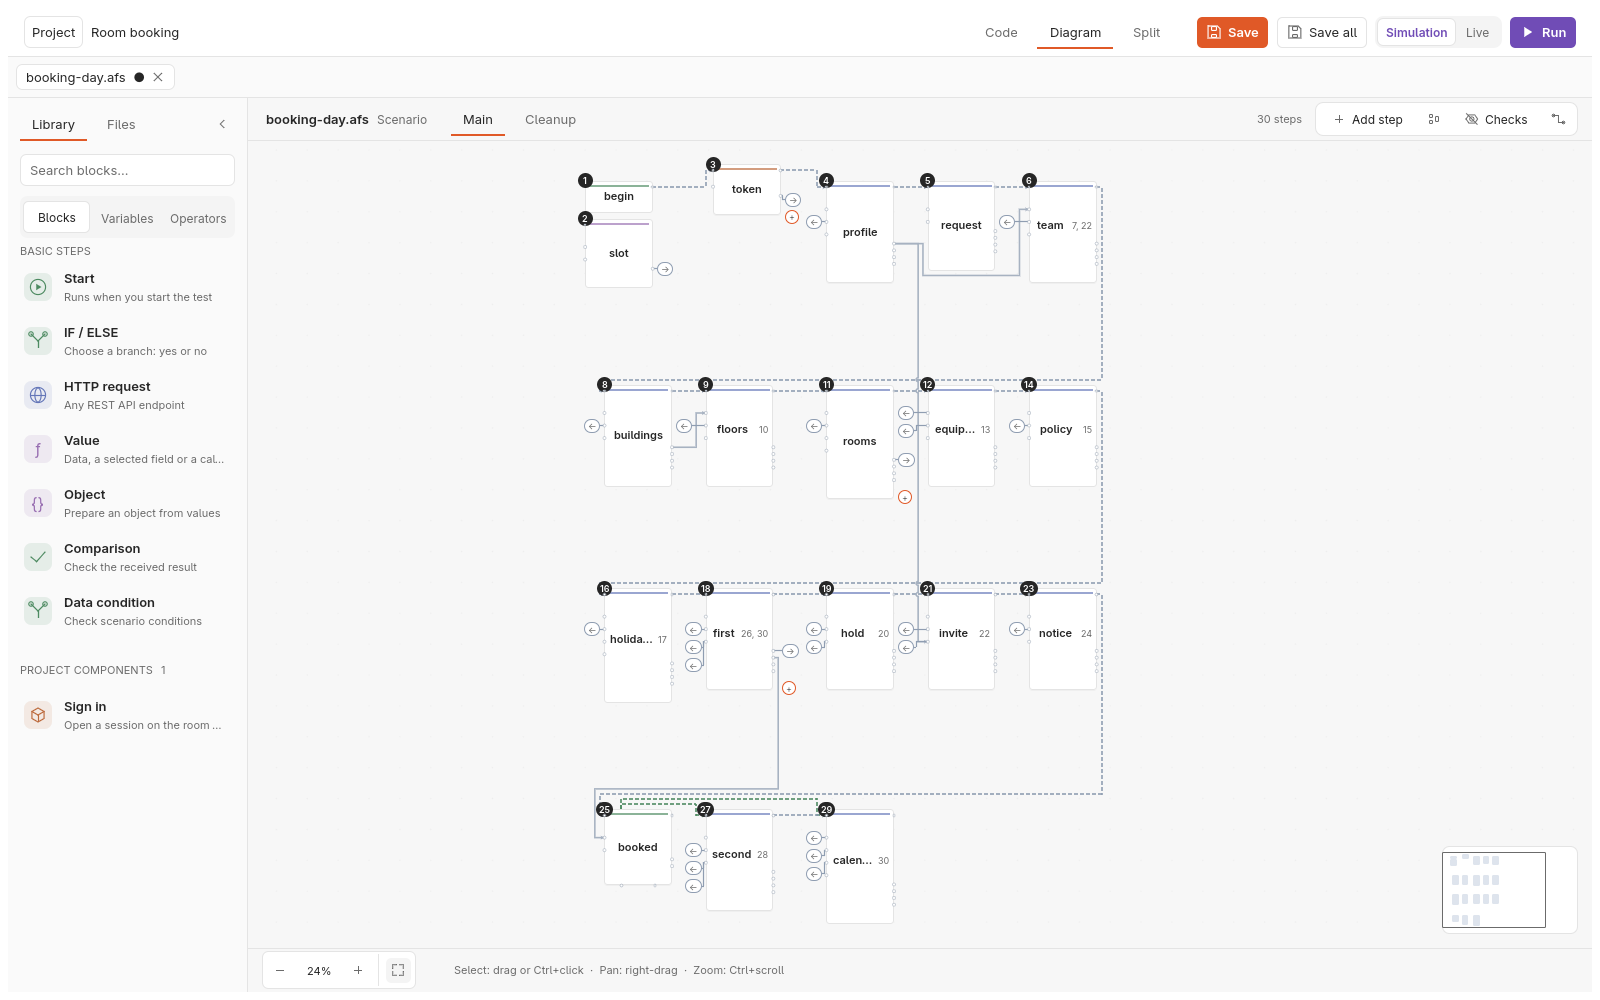 Project Room booking Code Diagram Split Save Save all Simulation Live Run
booking-day.afs
Library Files
booking-day.afs Scenario Main Cleanup 30 steps Add step Checks
Search blocks...
Blocks Variables Operators
BASIC STEPS
Start
Runs when you start the test
IF / ELSE
Choose a branch: yes or no
HTTP request
Any REST API endpoint
Value
Data, a selected field or a cal...
Object
Prepare an object from values
Comparison
Check the received result
Data condition
Check scenario conditions
PROJECT COMPONENTS 1
Sign in
Open a session on the room ...
1
begin
2
slot
3
token
4
profile
5
request
6
team 7, 22
8
buildings
9
floors 10
11
rooms
12
equip... 13
14
policy 15
16
holida... 17
18
first 26, 30
19
hold 20
21
invite 22
23
notice 24
25
booked
27
second 28
29
calen... 30
24%
Select: drag or Ctrl+click · Pan: right-drag · Zoom: Ctrl+scroll